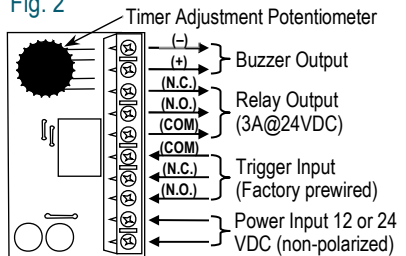 Fig. 2
Timer Adjustment Potentiometer
(–)
(+)
Buzzer Output
(N.C.)
(N.O.)
(COM)
Relay Output
(3A@24VDC)
(COM)
(N.C.)
(N.O.)
Trigger Input
(Factory prewired)
Power Input 12 or 24
VDC (non-polarized)